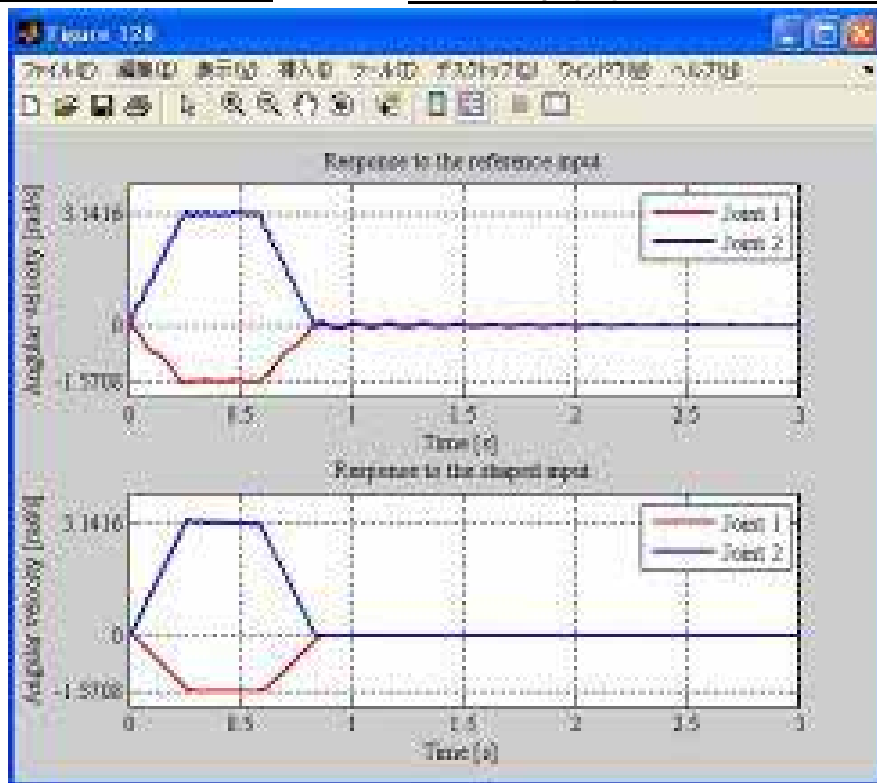 Figure 128
ファイル(F) 編集(E) 表示(V) 挿入(I) ツール(T) デスクトップ(D) ウィンドウ(W) ヘルプ(H)
Response to the reference input
Angular velocity [rad/s]
3.1416
0
-1.5708
Joint 1
Joint 2
0 0.5 1 1.5 2 2.5 3
Time [s]
Response to the shaped input
Angular velocity [rad/s]
3.1416
0
-1.5708
Joint 1
Joint 2
0 0.5 1 1.5 2 2.5 3
Time [s]